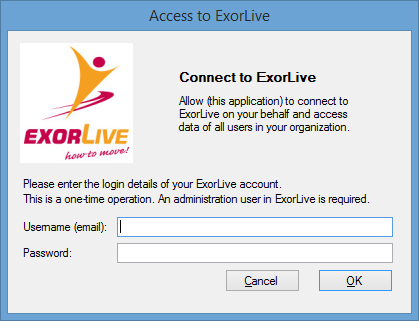 Access to ExorLive
EXORLIVE
how to move!
Connect to ExorLive
Allow (this application) to connect to
ExorLive on your behalf and access
data of all users in your organization.
Please enter the login details of your ExorLive account.
This is a one-time operation. An administration user in ExorLive is required.
Username (email):
Password:
Cancel
OK